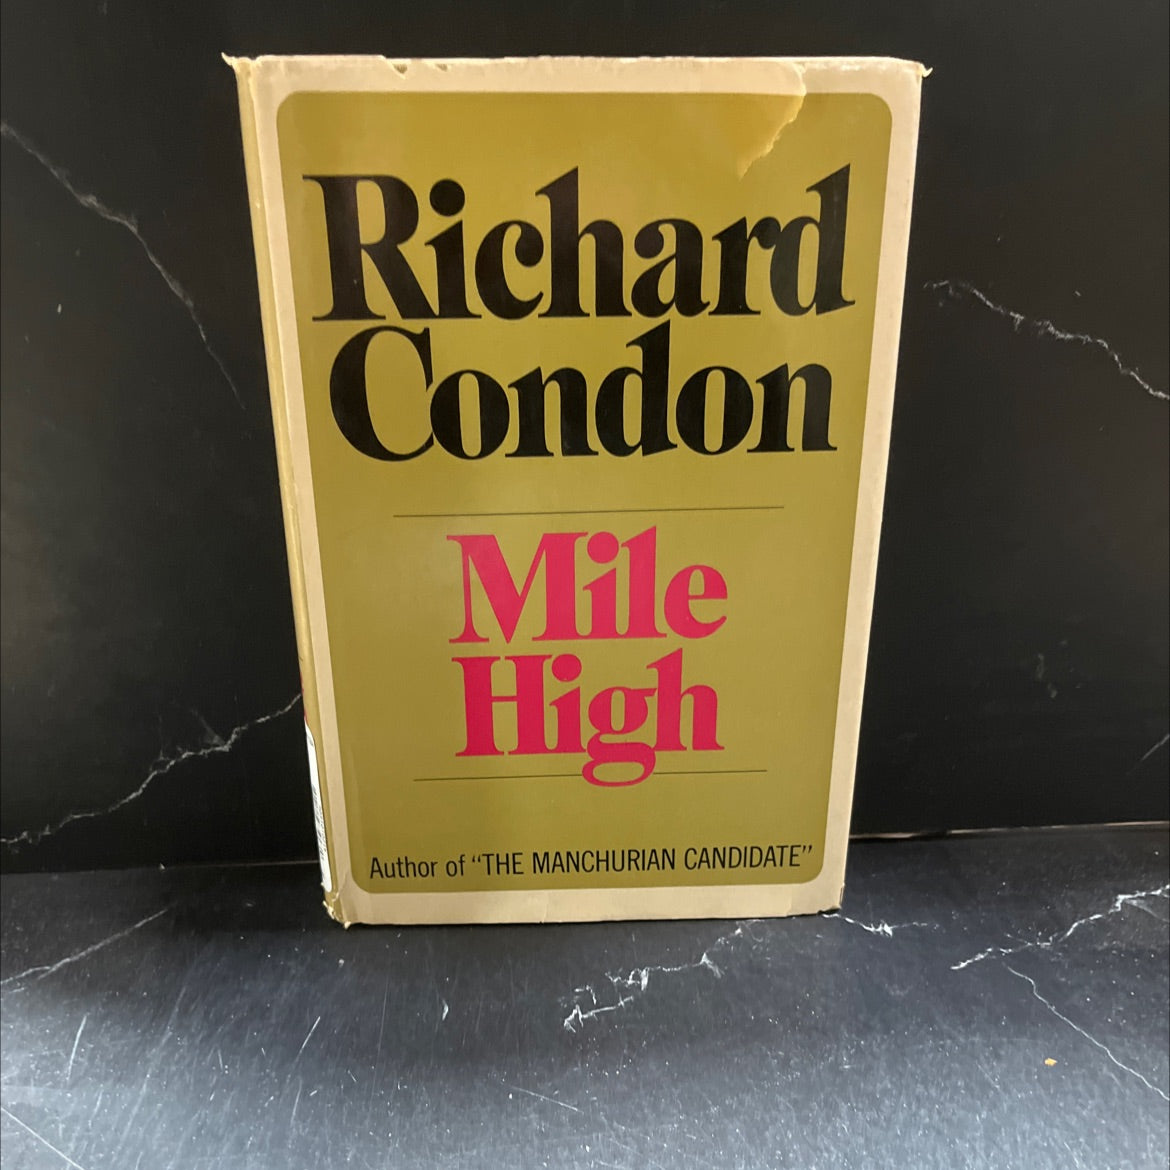 Richard
Condon
Mile
High
Author of “THE MANCHURIAN CANDIDATE”